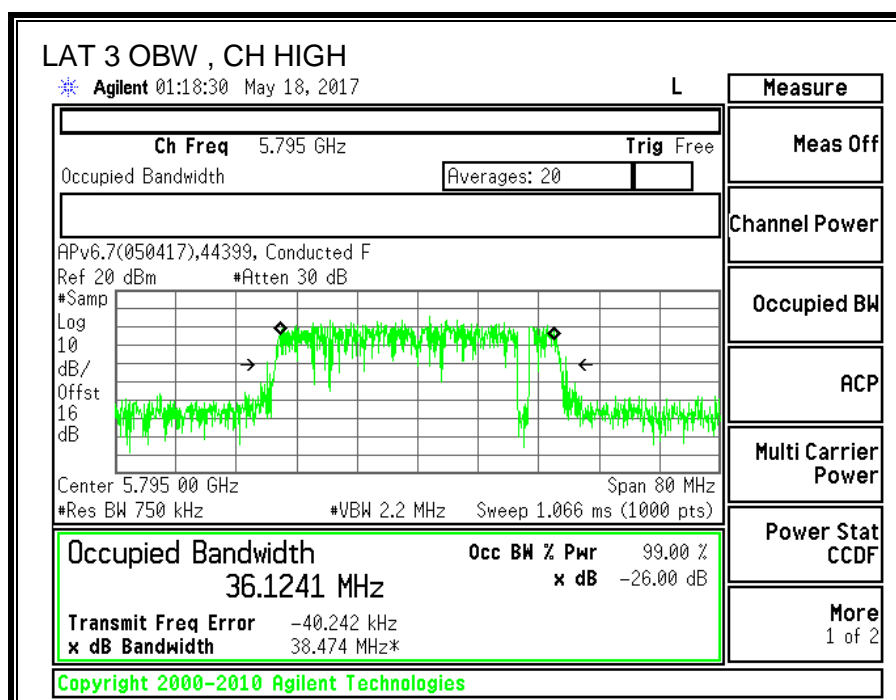 LAT 3 OBW , CH HIGH
Agilent 01:18:30 May 18, 2017 L
Measure
Ch Freq 5.795 GHz Trig Free
Meas Off
Occupied Bandwidth Averages: 20
Channel Power
APv6.7(050417),44399, Conducted F
Ref 20 dBm #Atten 30 dB
#Samp
Log
10
dB/
Offst
16
dB
Occupied BW
ACP
Multi Carrier
Power
Center 5.795 00 GHz Span 80 MHz
#Res BW 750 kHz #VBW 2.2 MHz Sweep 1.066 ms (1000 pts)
Power Stat
CCDF
Occupied Bandwidth Occ BW % Pwr 99.00 %
36.1241 MHz x dB -26.00 dB
Transmit Freq Error -40.242 kHz
x dB Bandwidth 38.474 MHz*
More
1 of 2
Copyright 2000-2010 Agilent Technologies